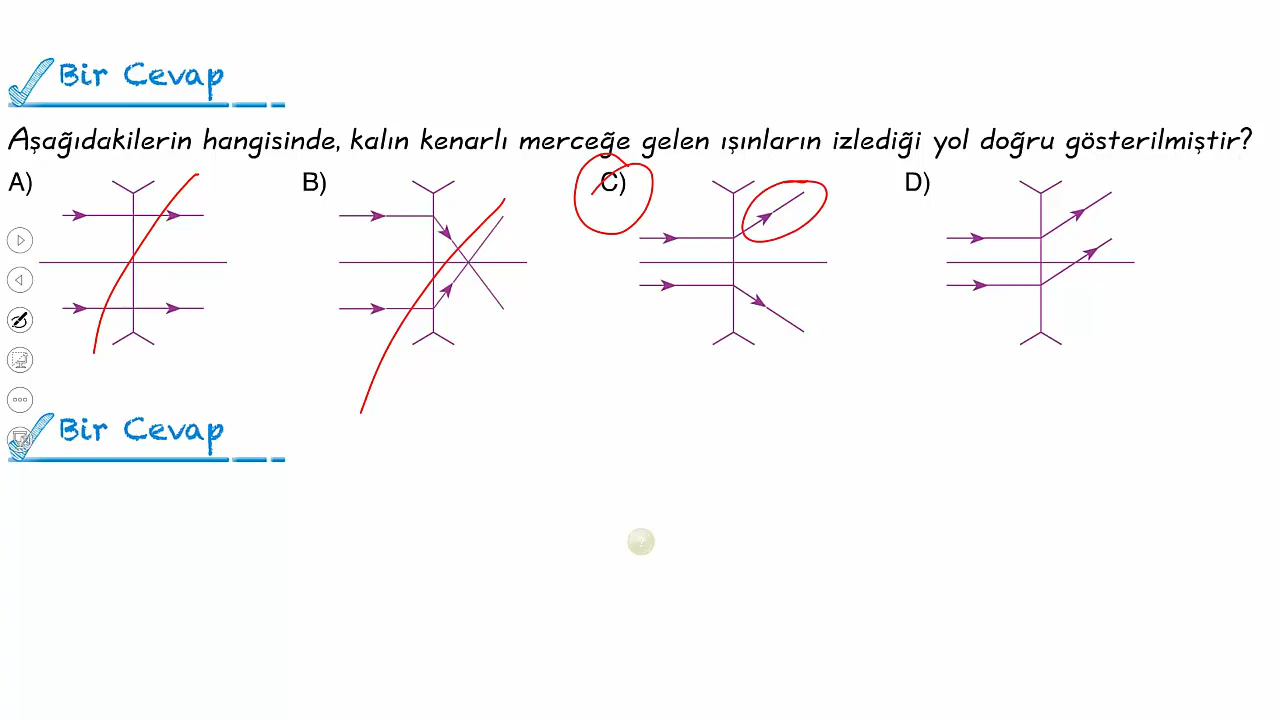 Bir Cevap
Aşağıdakilerin hangisinde, kalın kenarlı merceğe gelen ışınların izlediği yol doğru gösterilmiştir?
A) B) C) D)
Bir Cevap
?